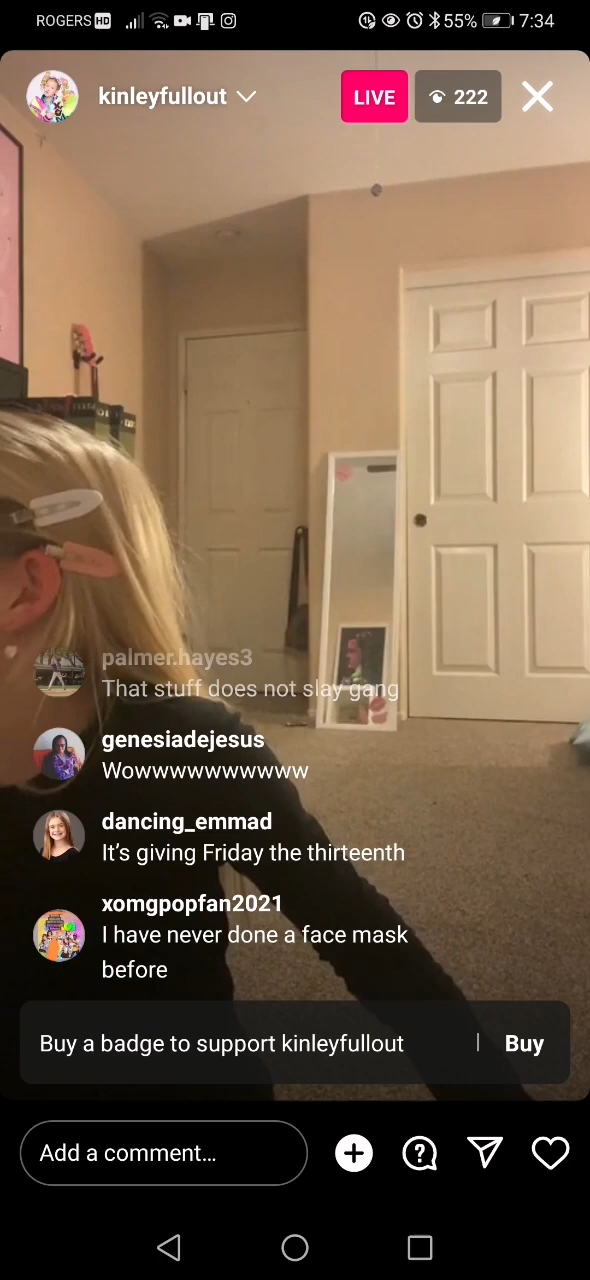 ROGERS HD 55% 7:34
kinleyfullout LIVE 222
palmer.hayes3
That stuff does not slay gang
genesiadejesus
Wowwwwwwwwww
dancing_emmad
It's giving Friday the thirteenth
xomgpopfan2021
I have never done a face mask
before
Buy a badge to support kinleyfullout | Buy
Add a comment...